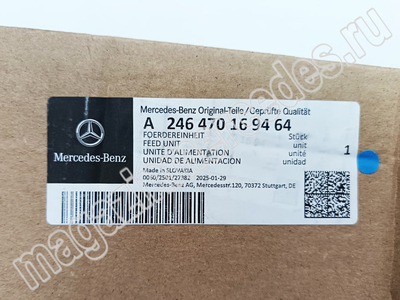 Mercedes-Benz Original-Teile/Geprüfte Qualität
A 246 470 16 94 64
FOERDEREINHEIT
Stück
FEED UNIT
unit
UNITE D'ALIMENTATION
unité
1
UNIDAD DE ALIMENTACION
unidad
Made in SLOVAKIA
2025-01-29
Mercedes-Benz AG, Mercedesstr.120, 70372 Stuttgart, DE
Mercedes-Benz